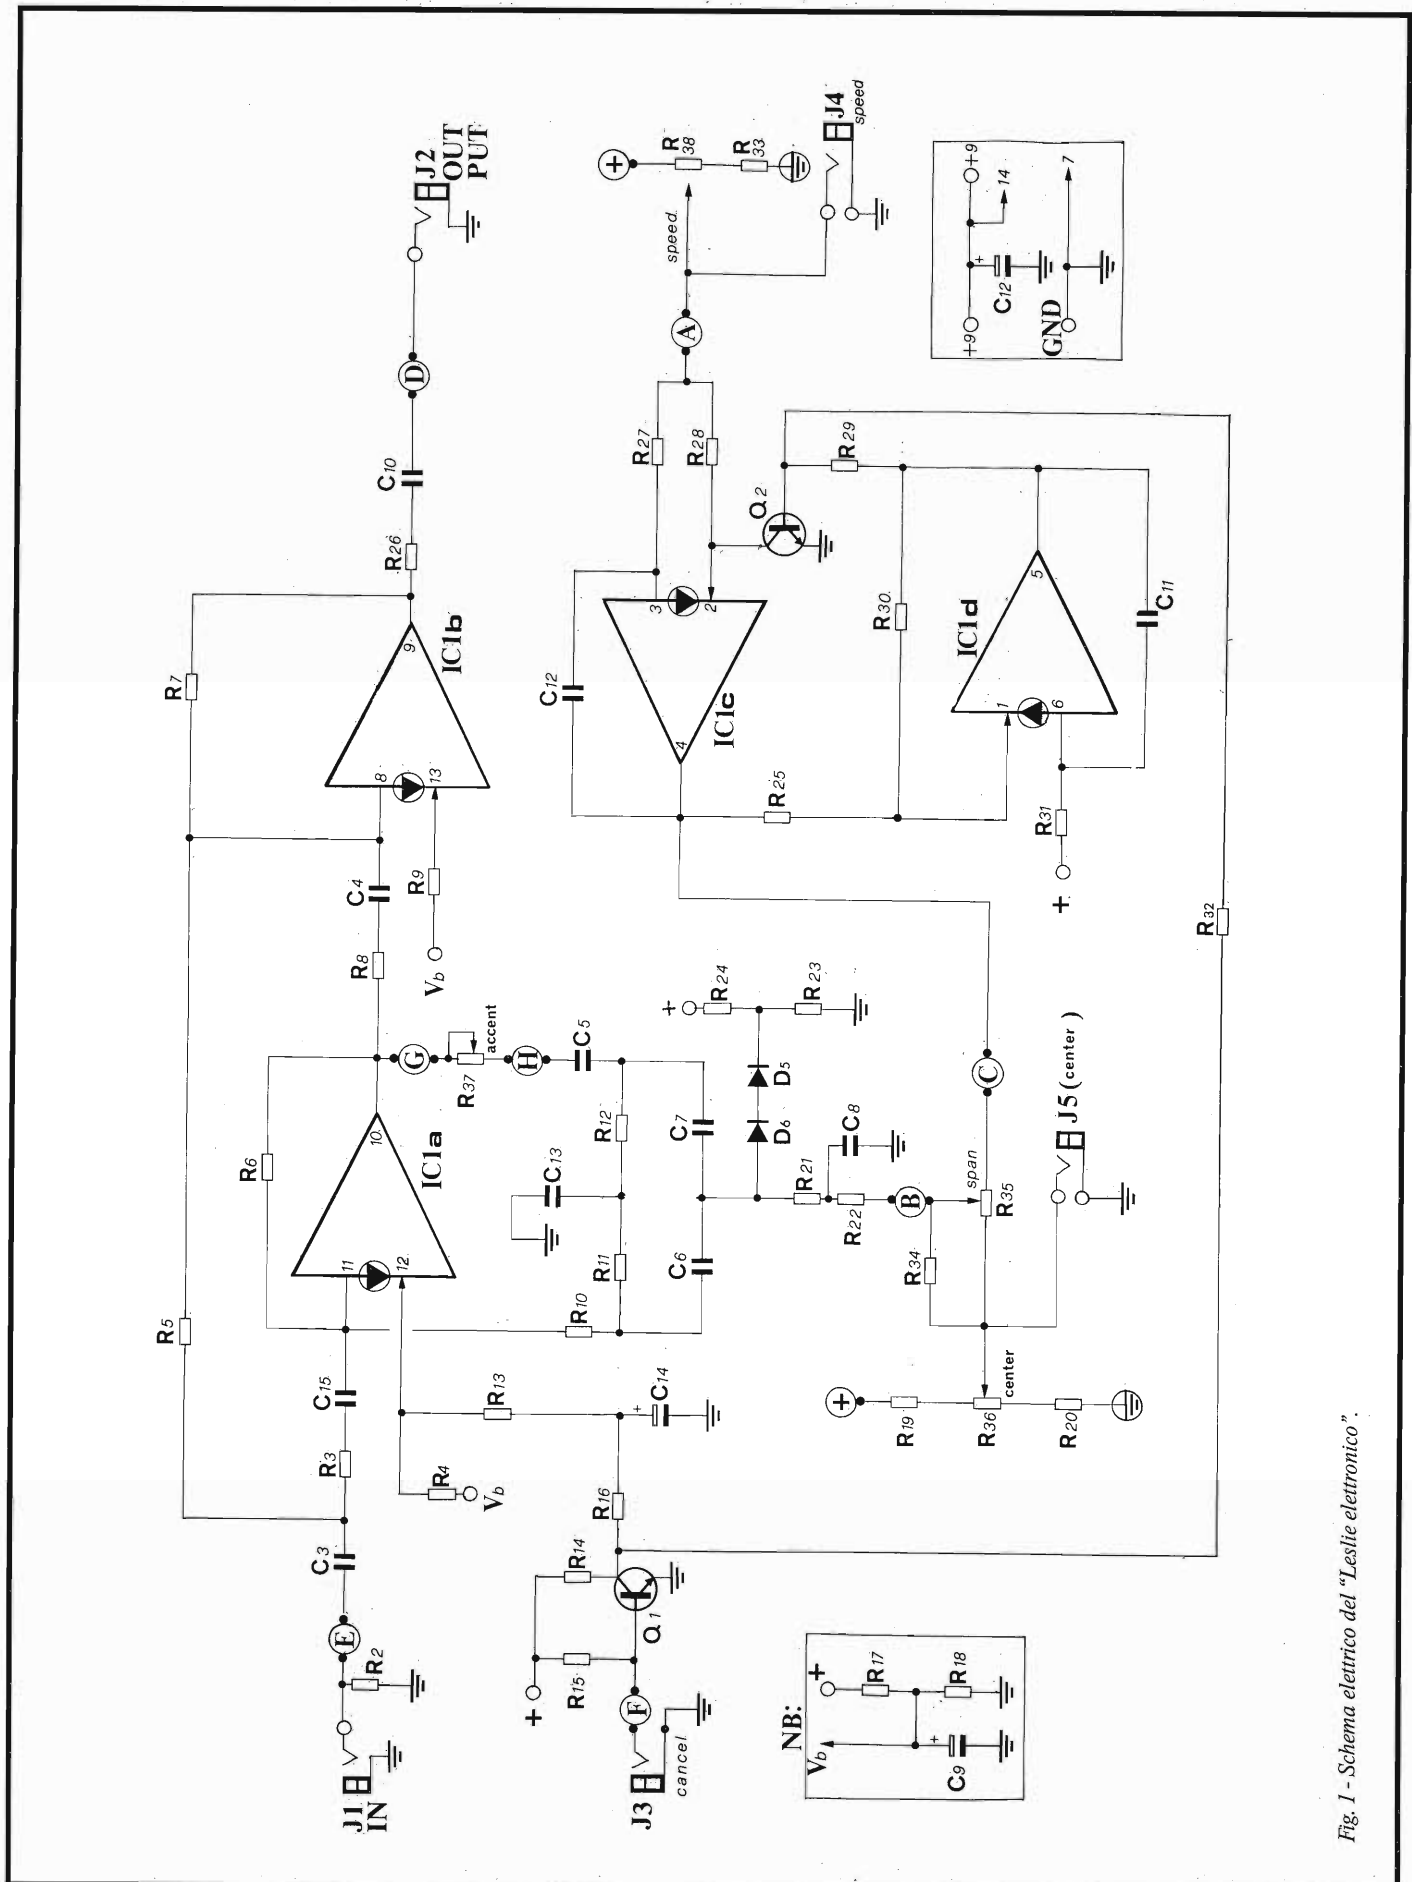 J1
IN
E
R2
C3
R3
C15
R5
R6
11
12
10
IC1a
R4
Vb
R13
C14
+
R10
R11
R12
C13
C6
C7
C5
G
R37
accent
H
R8
C4
R9
Vb
R7
8
13
9
IC1b
R26
C10
D
J2
OUT
PUT
J3
cancel
F
+
R15
R14
Q1
R16
R32
NB:
Vb
+
R17
R18
C9
+
+
R19
R36
center
R20
R34
R22
B
R21
C8
span
R35
J5 (center)
C
D6
D5
+
R24
R23
C12
3
2
4
IC1c
R27
R28
A
speed
+
R38
R33
J4
speed
Q2
R29
R30
R25
IC1d
1
6
5
R31
+
C11
+9
+9
14
+
C12
GND
7
Fig. 1 - Schema elettrico del “Leslie elettronico”.